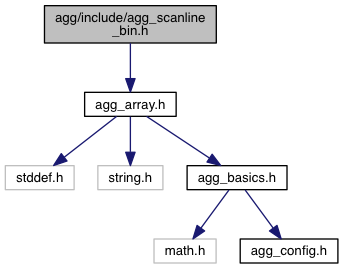 agg/include/agg_scanline
_bin.h
agg_array.h
stddef.h
string.h
agg_basics.h
math.h
agg_config.h